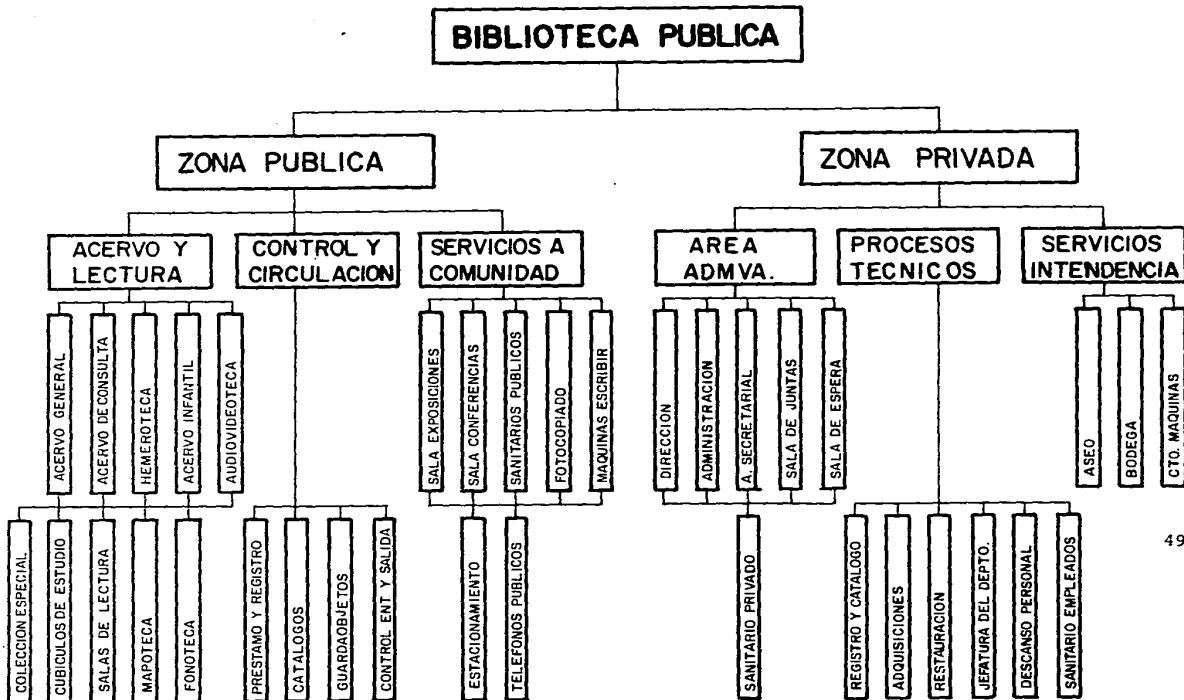 BIBLIOTECA PUBLICA
ZONA PUBLICA
ZONA PRIVADA
ACERVO Y
LECTURA
CONTROL Y
CIRCULACION
SERVICIOS A
COMUNIDAD
AREA
ADMVA.
PROCESOS
TECNICOS
SERVICIOS
INTENDENCIA
ACERVO GENERAL
ACERVO DE CONSULTA
HEMEROTECA
ACERVO INFANTIL
AUDIOVIDEOTECA
SALA EXPOSICIONES
SALA CONFERENCIAS
SANITARIOS PUBLICOS
FOTOCOPIADO
MAQUINAS ESCRIBIR
DIRECCION
ADMINISTRACION
A. SECRETARIAL
SALA DE JUNTAS
SALA DE ESPERA
ASEO
BODEGA
CTO. MAQUINAS
COLECCION ESPECIAL
CUBICULOS DE ESTUDIO
SALAS DE LECTURA
MAPOTECA
FONOTECA
PRESTAMO Y REGISTRO
CATALOGOS
GUARDAOBJETOS
CONTROL ENT Y SALIDA
ESTACIONAMIENTO
TELEFONOS PUBLICOS
SANITARIO PRIVADO
REGISTRO Y CATALOGO
ADQUISICIONES
RESTAURACION
JEFATURA DEL DEPTO.
DESCANSO PERSONAL
SANITARIO EMPLEADOS
49